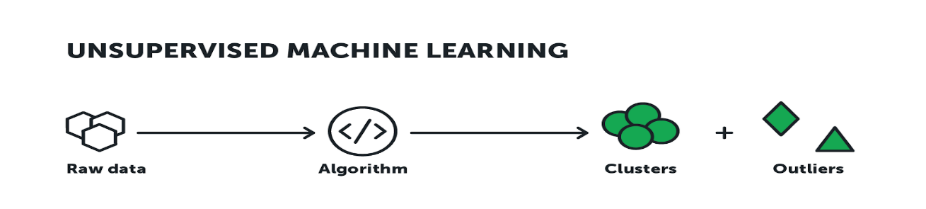 UNSUPERVISED MACHINE LEARNING
</>
+
Raw data
Algorithm
Clusters
Outliers